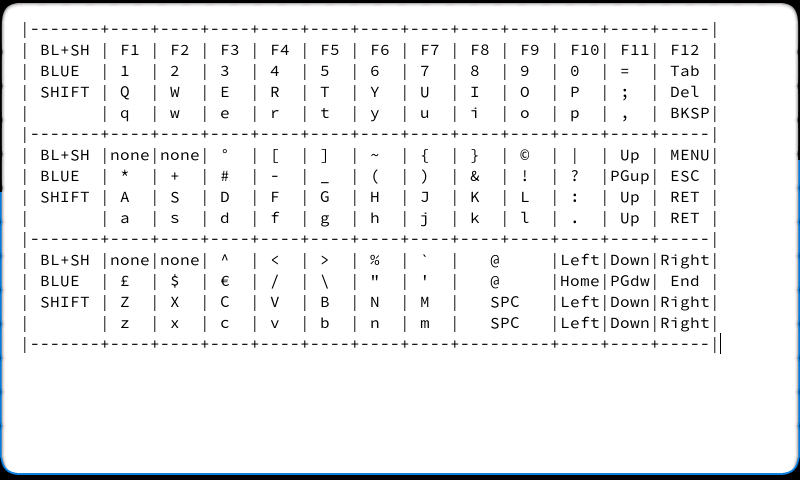 |-------+----+----+----+----+----+----+----+----+----+----+-----|
| BL+SH | F1 | F2 | F3 | F4 | F5 | F6 | F7 | F8 | F9 | F10| F11| F12 |
| BLUE  | 1  | 2  | 3  | 4  | 5  | 6  | 7  | 8  | 9  | 0  | =  | Tab
| SHIFT | Q  | W  | E  | R  | T  | Y  | U  | I  | O  | P  | ;  | Del
|       | q  | w  | e  | r  | t  | y  | u  | i  | o  | p  | ,  | BKSP|
|-------+----+----+----+----+----+----+----+----+----+----+----+-----|
| BL+SH |none|none| °  | [  | ]  | ~  | {  | }  | ©  | |  | Up | MENU|
| BLUE  | *  | +  | #  | -  | _  | (  | )  | &  | !  | ?  |PGup| ESC
| SHIFT | A  | S  | D  | F  | G  | H  | J  | K  | L  | :  | Up | RET
|       | a  | s  | d  | f  | g  | h  | j  | k  | l  | .  | Up | RET
|-------+----+----+----+----+----+----+----+----+----+----+----+-----|
| BL+SH |none|none| ^  | <  | >  | %  | `  |   @     |Left|Down|Right|
| BLUE  | £  | $  | €  | /  | \  | "  | '  |   @     |Home|PGdw| End
| SHIFT | Z  | X  | C  | V  | B  | N  | M  |   SPC   |Left|Down|Right|
|       | z  | x  | c  | v  | b  | n  | m  |   SPC   |Left|Down|Right|
|-------+----+----+----+----+----+----+----+---------+----+----+-----|